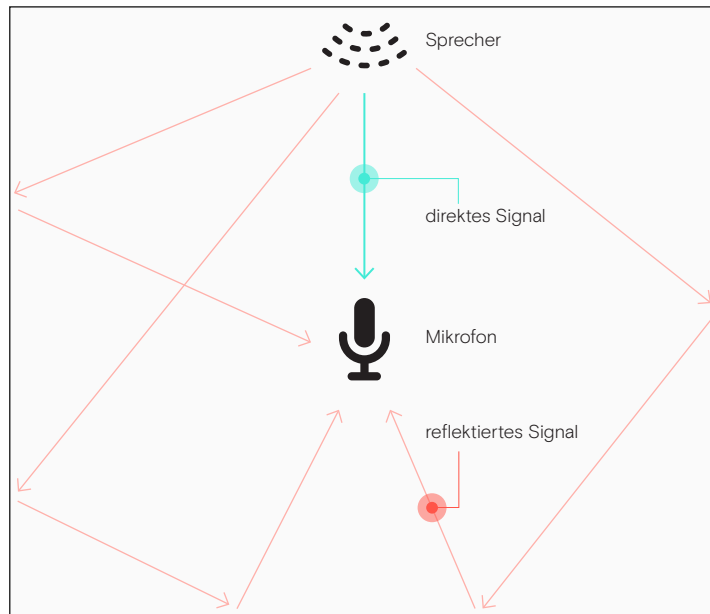 Sprecher
direktes Signal
Mikrofon
reflektiertes Signal